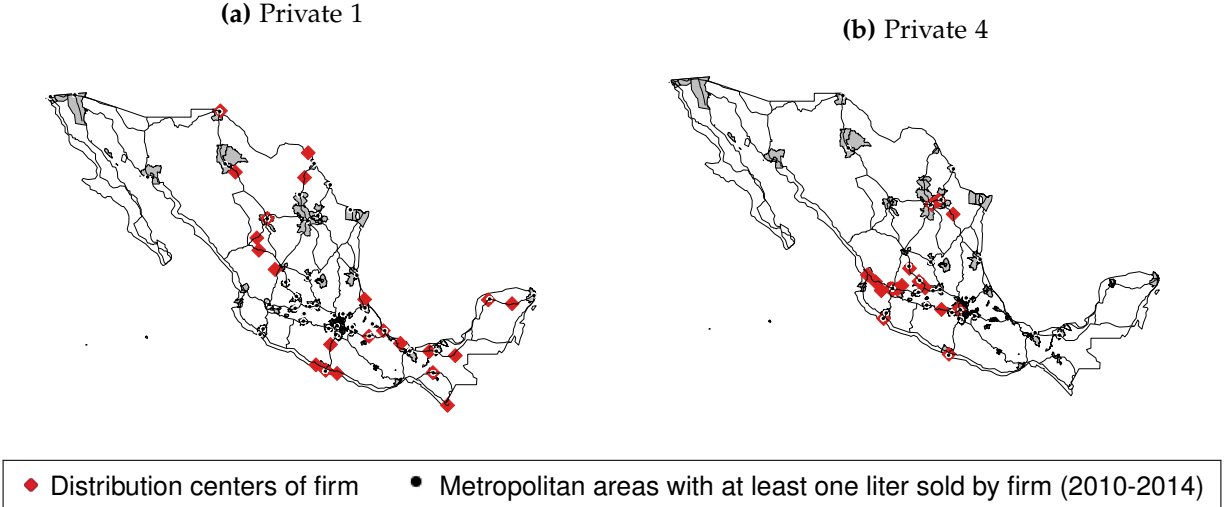 (a) Private 1
(b) Private 4
Distribution centers of firm
Metropolitan areas with at least one liter sold by firm (2010-2014)